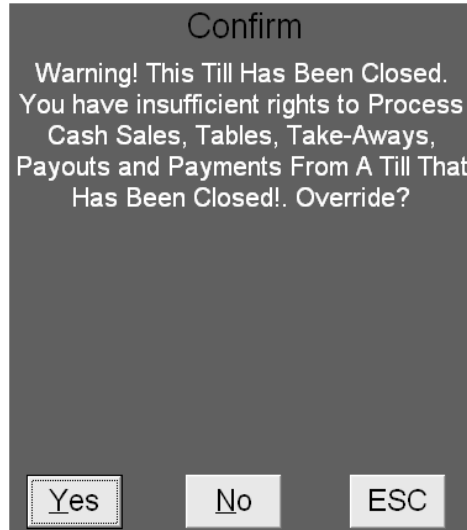 Confirm
Warning! This Till Has Been Closed.
You have insufficient rights to Process
Cash Sales, Tables, Take-Aways,
Payouts and Payments From A Till That
Has Been Closed!. Override?
Yes
No
ESC